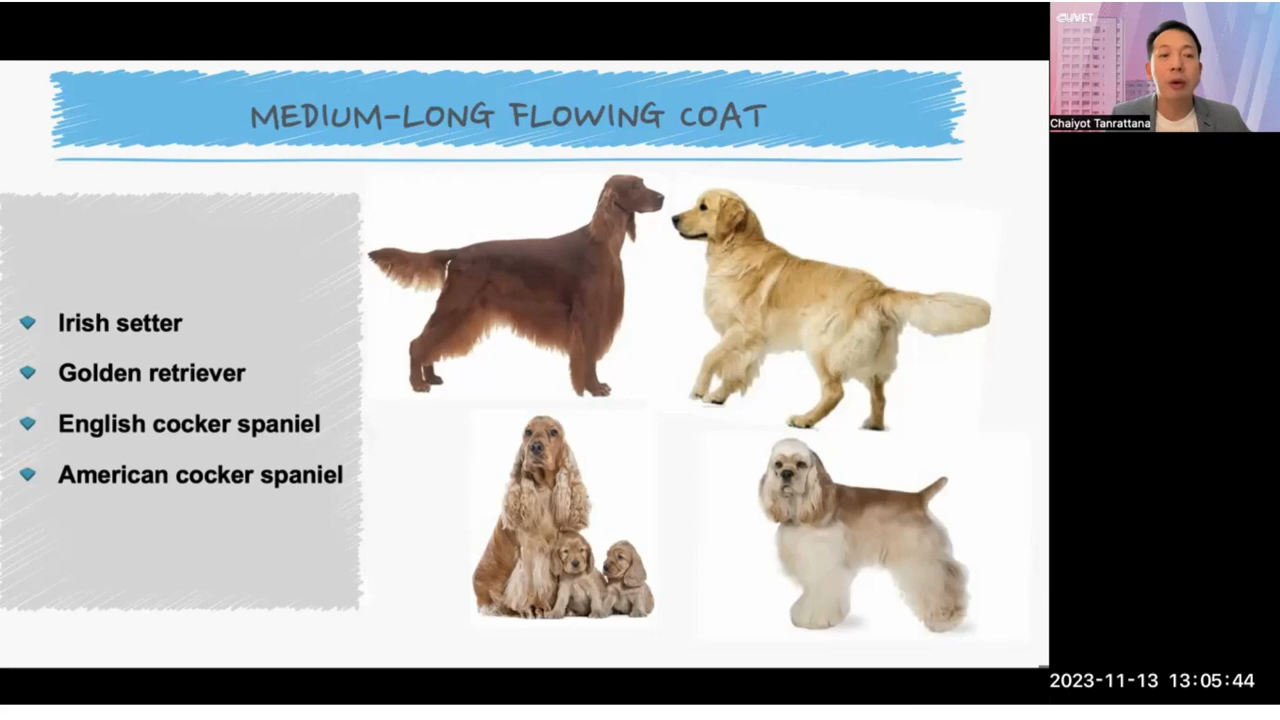 CUVET
MEDIUM-LONG FLOWING COAT
Chaiyot Tanrattana
Irish setter
Golden retriever
English cocker spaniel
American cocker spaniel
2023-11-13 13:05:44